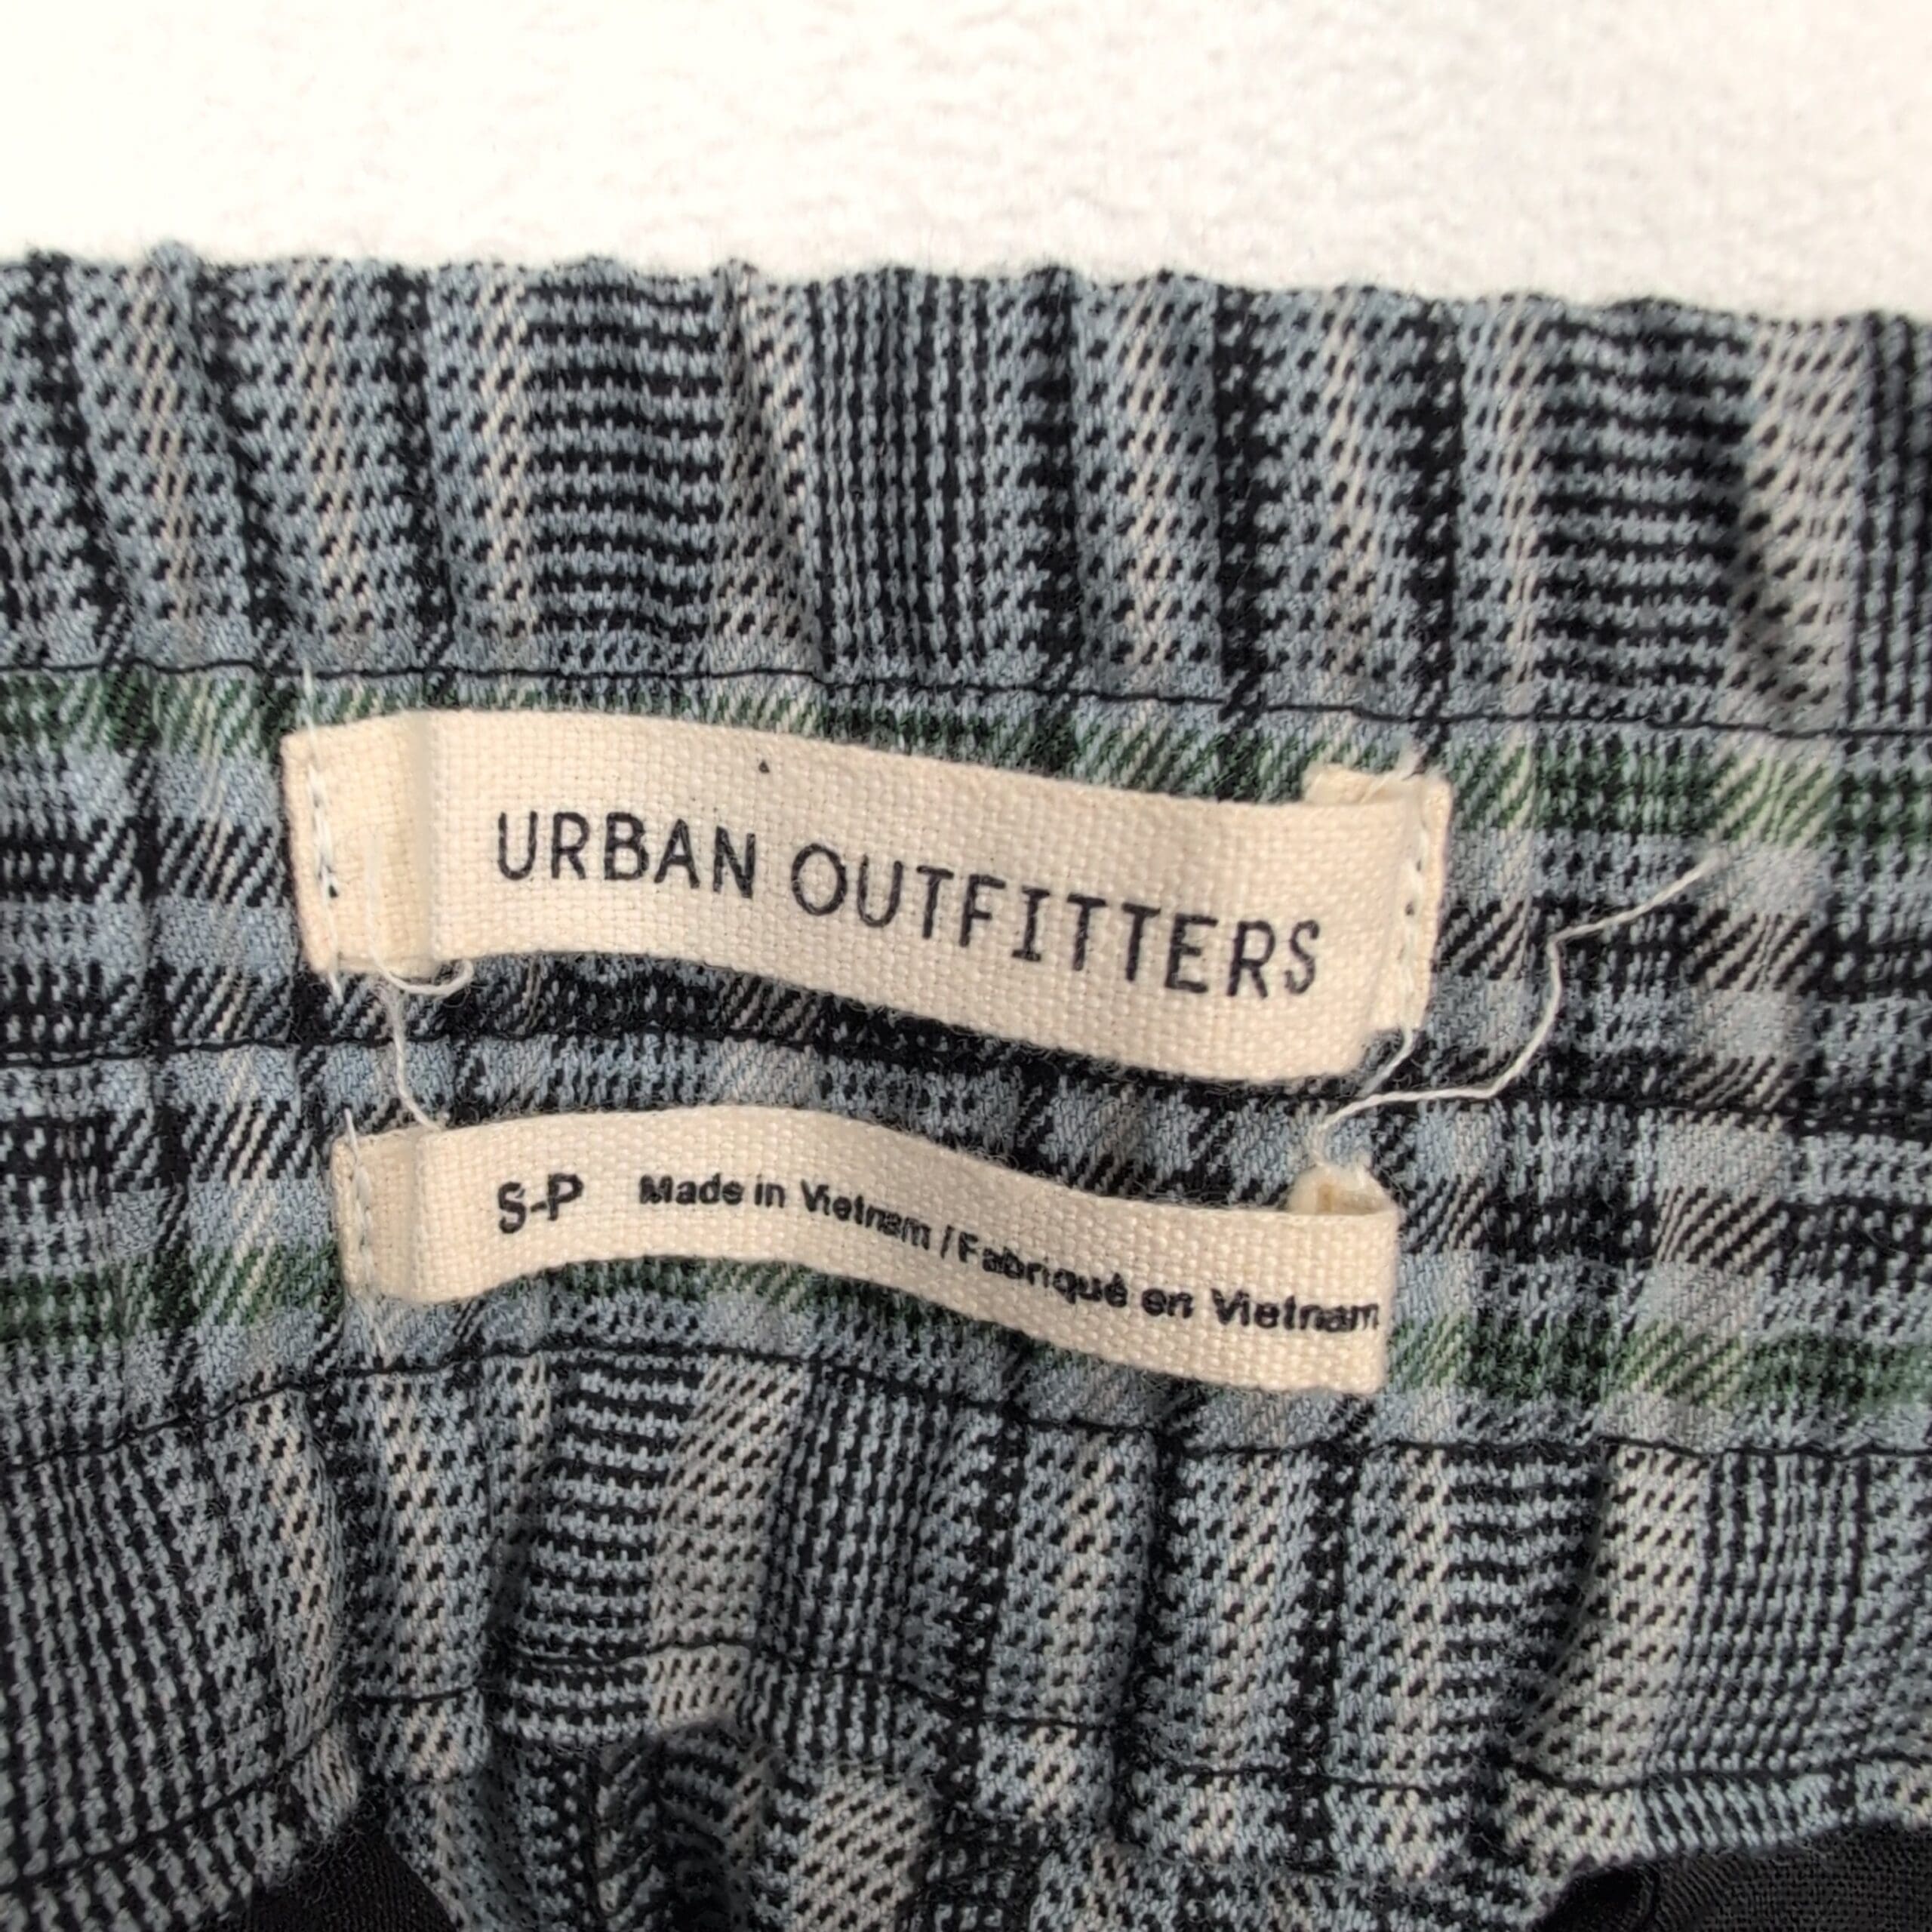 URBAN OUTFITTERS
S-P Made in Vietnam / Fabriqué en Vietnam